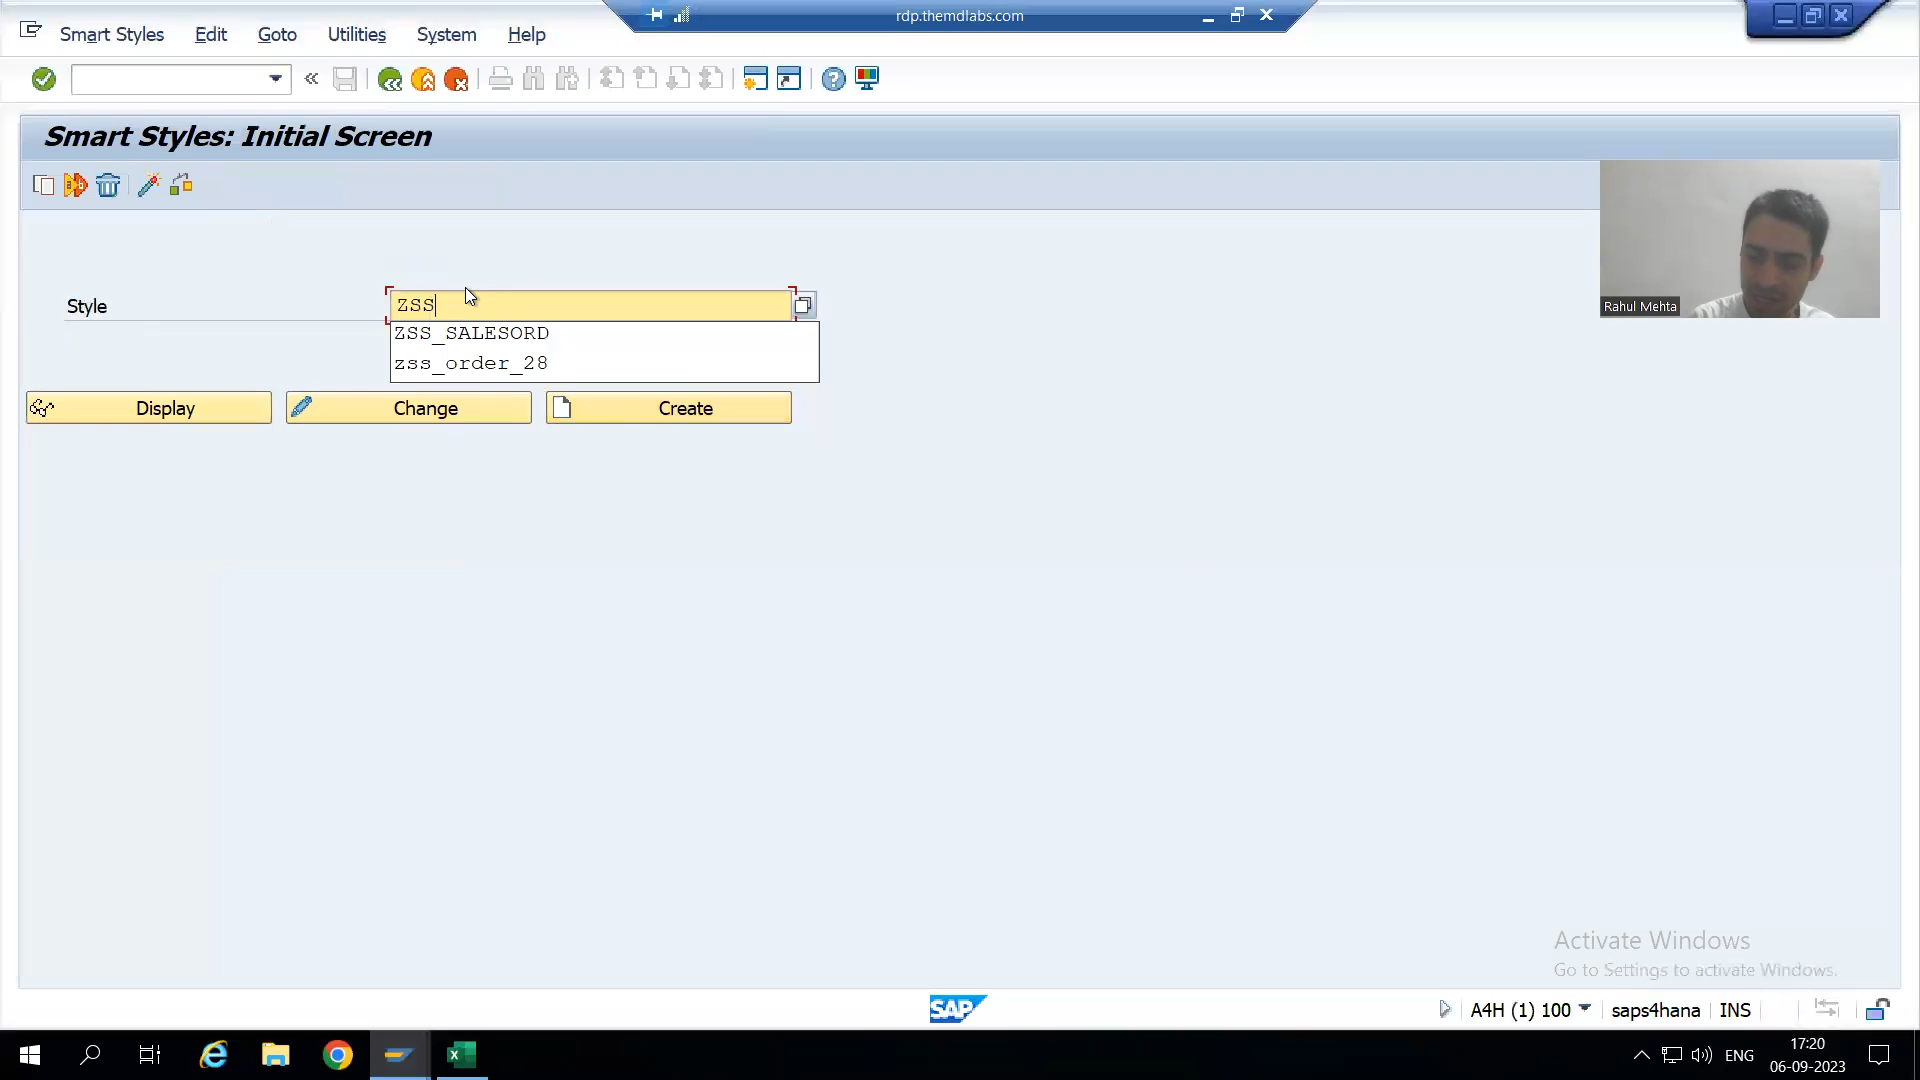 rdp.themdlabs.com
Smart Styles Edit Goto Utilities System Help
Smart Styles: Initial Screen
Rahul Mehta
Style ZSS
ZSS_SALESORD
zss_order_28
Display Change Create
Activate Windows
Go to Settings to activate Windows.
SAP A4H (1) 100 saps4hana INS
ENG 17:20
06-09-2023